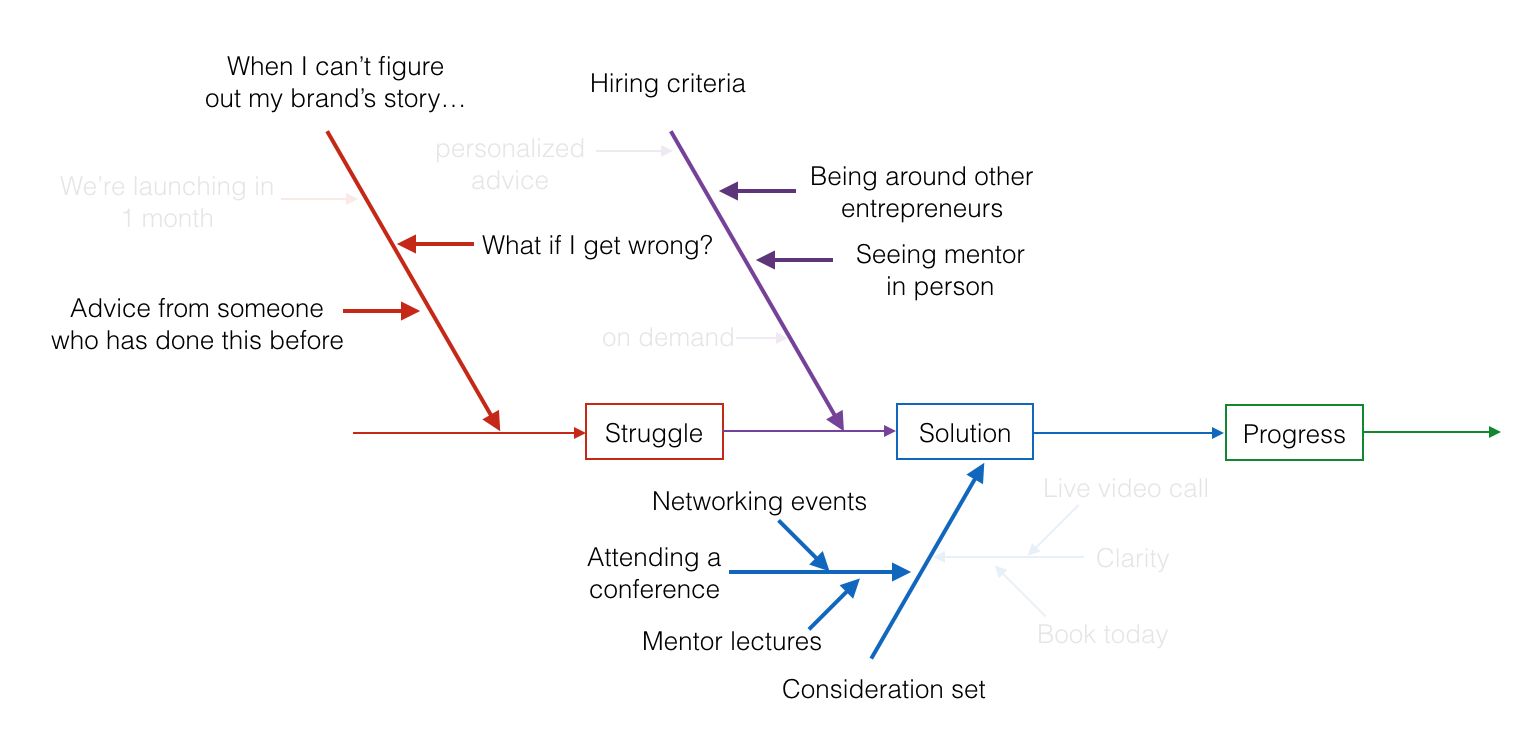 When I can’t figure
out my brand’s story…
Hiring criteria
personalized
advice
We’re launching in
1 month
Being around other
entrepreneurs
What if I get wrong?
Seeing mentor
in person
Advice from someone
who has done this before
on demand
Struggle
Solution
Progress
Networking events
Live video call
Attending a
conference
Clarity
Mentor lectures
Book today
Consideration set